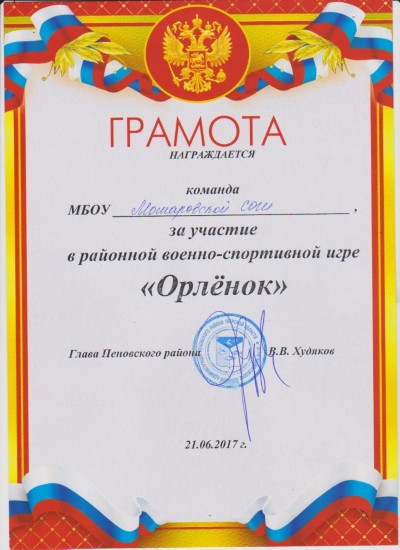 ГРАМОТА
НАГРАЖДАЕТСЯ
команда
МБОУ Мошаровской сош ,
за участие
в районной военно-спортивной игре
«Орлёнок»
Глава Пеновского района В.В. Худяков
21.06.2017 г.